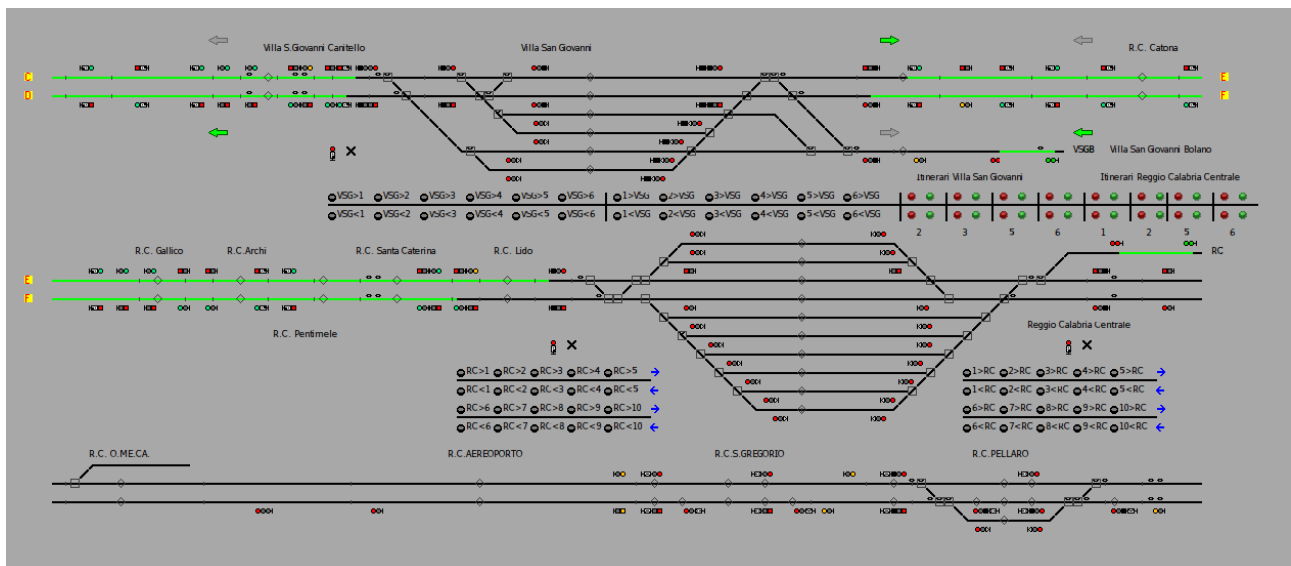 Villa S.Giovanni Canitello
Villa San Giovanni
R.C. Catona
C
E
D
F
VSGB Villa San Giovanni Bolano
Itinerari Villa San Giovanni
Itinerari Reggio Calabria Centrale
VSG>1 VSG>2 VSG>3 VSG>4 VSG>5 VSG>6 1>VSG 2>VSG 3>VSG 4>VSG 5>VSG 6>VSG
VSG<1 VSG<2 VSG<3 VSG<4 VSG<5 VSG<6 1<VSG 2<VSG 3<VSG 4<VSG 5<VSG 6<VSG
2 3 5 6 1 2 5 6
R.C. Gallico
R.C.Archi
R.C. Santa Caterina
R.C. Lido
RC
E
F
R.C. Pentimele
Reggio Calabria Centrale
RC>1 RC>2 RC>3 RC>4 RC>5
RC<1 RC<2 RC<3 RC<4 RC<5
RC>6 RC>7 RC>8 RC>9 RC>10
RC<6 RC<7 RC<8 RC<9 RC<10
1>RC 2>RC 3>RC 4>RC 5>RC
1<RC 2<RC 3<RC 4<RC 5<RC
6>RC 7>RC 8>RC 9>RC 10>RC
6<RC 7<RC 8<RC 9<RC 10<RC
R.C. O.ME.CA.
R.C.AEREOPORTO
R.C.S.GREGORIO
R.C.PELLARO